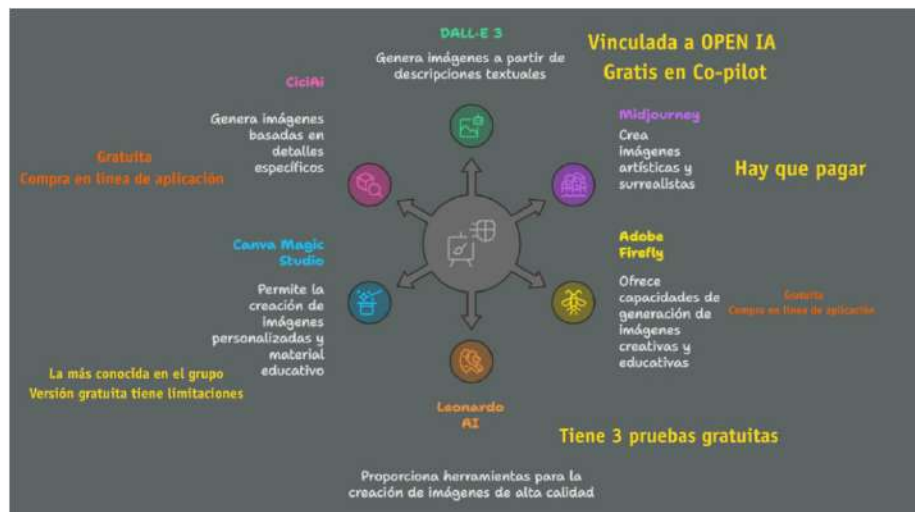 DALL-E 3
Genera imágenes a partir de
descripciones textuales
Vinculada a OPEN IA
Gratis en Co-pilot
CiciAi
Genera imágenes
basadas en
detalles
específicos
Gratuita
Compra en linea de aplicación
Midjourney
Crea
imágenes
artísticas y
surrealistas
Hay que pagar
Canva Magic
Studio
Permite la
creación de
imágenes
personalizadas y
material
educativo
La más conocida en el grupo
Versión gratuita tiene limitaciones
Adobe
Firefly
Ofrece
capacidades de
generación de
imágenes
creativas y
educativas
Gratuita
Compra en linea de aplicación
Leonardo
AI
Tiene 3 pruebas gratuitas
Proporciona herramientas para la
creación de imágenes de alta calidad